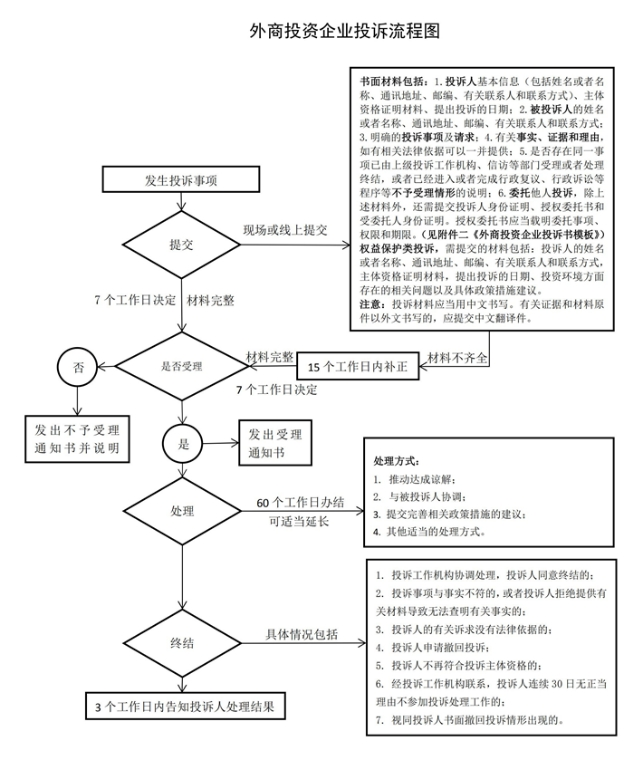 外商投资企业投诉流程图
书面材料包括：1.投诉人基本信息（包括姓名或者名
称、通讯地址、邮编、有关联系人和联系方式）、主体
资格证明材料、提出投诉的日期；2.被投诉人的姓名
或者名称、通讯地址、邮编、有关联系人和联系方式；
3.明确的投诉事项及请求；4.有关事实、证据和理由，
如有相关法律依据可以一并提供；5.是否存在同一事
项已由上级投诉工作机构、信访等部门受理或者处理
终结，或者已经进入或者完成行政复议、行政诉讼等
程序等不予受理情形的说明；6.委托他人投诉，除上
述材料外，还需提交投诉人身份证明、授权委托书和
受委托人身份证明。授权委托书应当载明委托事项、
权限和期限。（见附件二《外商投资企业投诉书模板》）
权益保护类投诉，需提交的材料包括：投诉人的姓名
或者名称、通讯地址、邮编、有关联系人和联系方式，
主体资格证明材料，提出投诉的日期、投资环境方面
存在的相关问题以及具体政策措施建议。
注意：投诉材料应当用中文书写。有关证据和材料原
件以外文书写的，应提交中文翻译件。
发生投诉事项
提交
现场或线上提交
7个工作日决定
材料完整
是否受理
材料完整
7个工作日决定
15个工作日内补正
材料不齐全
否
发出不予受理
通知书并说明
是
发出受理
通知书
处理
60个工作日办结
可适当延长
处理方式：
1. 推动达成谅解；
2. 与被投诉人协调；
3. 提交完善相关政策措施的建议；
4. 其他适当的处理方式。
终结
具体情况包括
1. 投诉工作机构协调处理，投诉人同意终结的；
2. 投诉事项与事实不符的，或者投诉人拒绝提供有
关材料导致无法查明有关事实的；
3. 投诉人的有关诉求没有法律依据的；
4. 投诉人申请撤回投诉；
5. 投诉人不再符合投诉主体资格的；
6. 经投诉工作机构联系，投诉人连续30日无正当
理由不参加投诉处理工作的；
7. 视同投诉人书面撤回投诉情形出现的。
3个工作日内告知投诉人处理结果